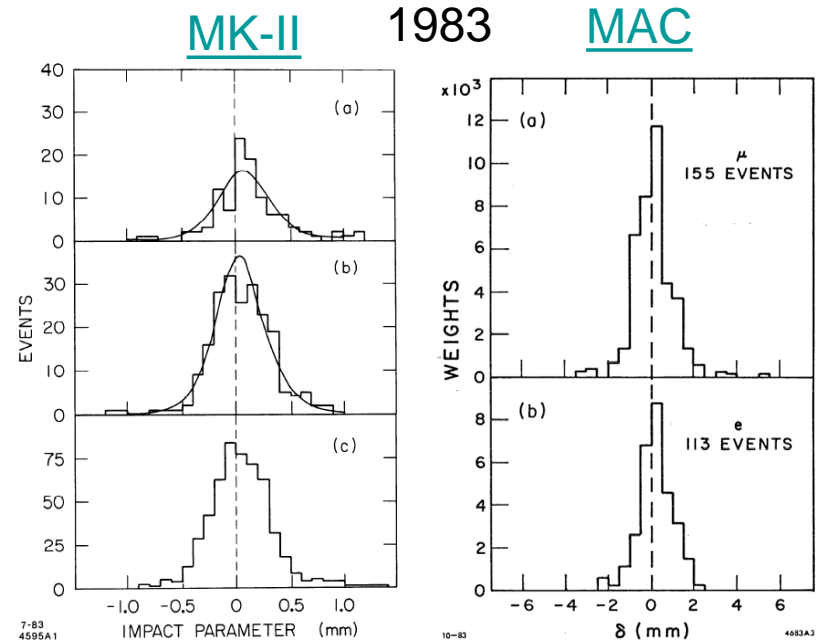 MK-II 1983 MAC
40
30
20
10
0
(a)
30
20
10
0
(b)
75
50
25
0
(c)
EVENTS
-1.0 -0.5 0 0.5 1.0
IMPACT PARAMETER (mm)
7-83
4595A1
x10³
12
10
8
6
4
2
0
(a)
μ
155 EVENTS
WEIGHTS
8
6
4
2
0
(b)
e
113 EVENTS
-6 -4 -2 0 2 4 6
δ (mm)
10-83
4683A3